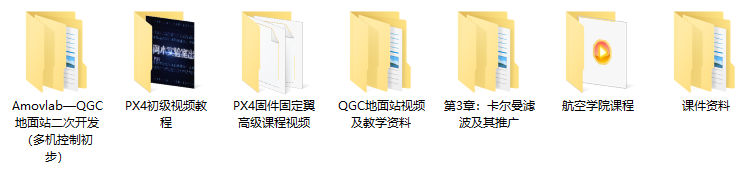 Amovlab—QGC
地面站二次开发
（多机控制初
步）
PX4初级视频教
程
PX4固件固定翼
高级课程视频
QGC地面站视频
及教学资料
第3章：卡尔曼滤
波及其推广
航空学院课程
课件资料